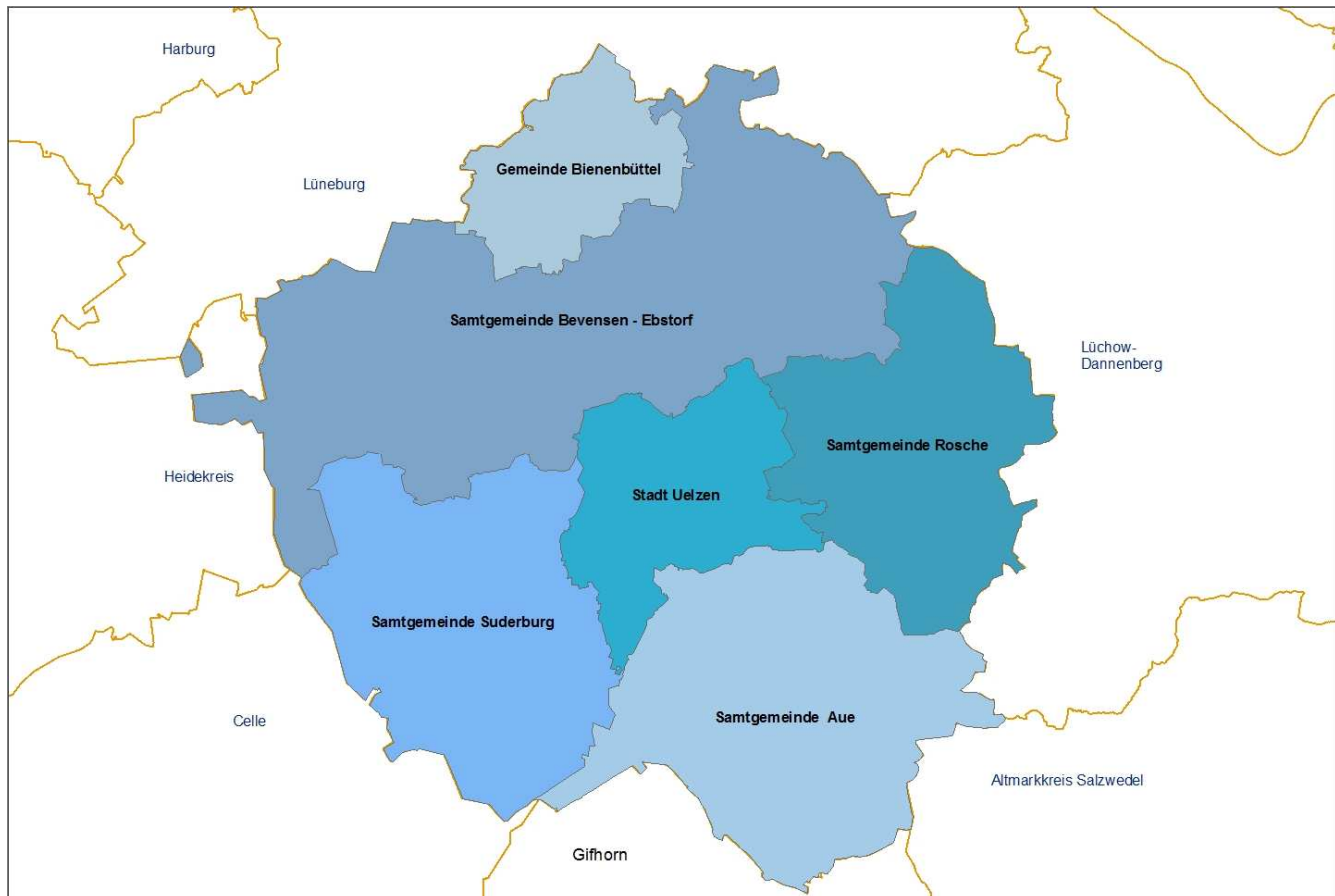 Harburg
Gemeinde Bienenbüttel
Lüneburg
Samtgemeinde Bevensen - Ebstorf
Lüchow-
Dannenberg
Samtgemeinde Rosche
Heidekreis
Stadt Uelzen
Samtgemeinde Suderburg
Celle
Samtgemeinde Aue
Altmarkkreis Salzwedel
Gifhorn